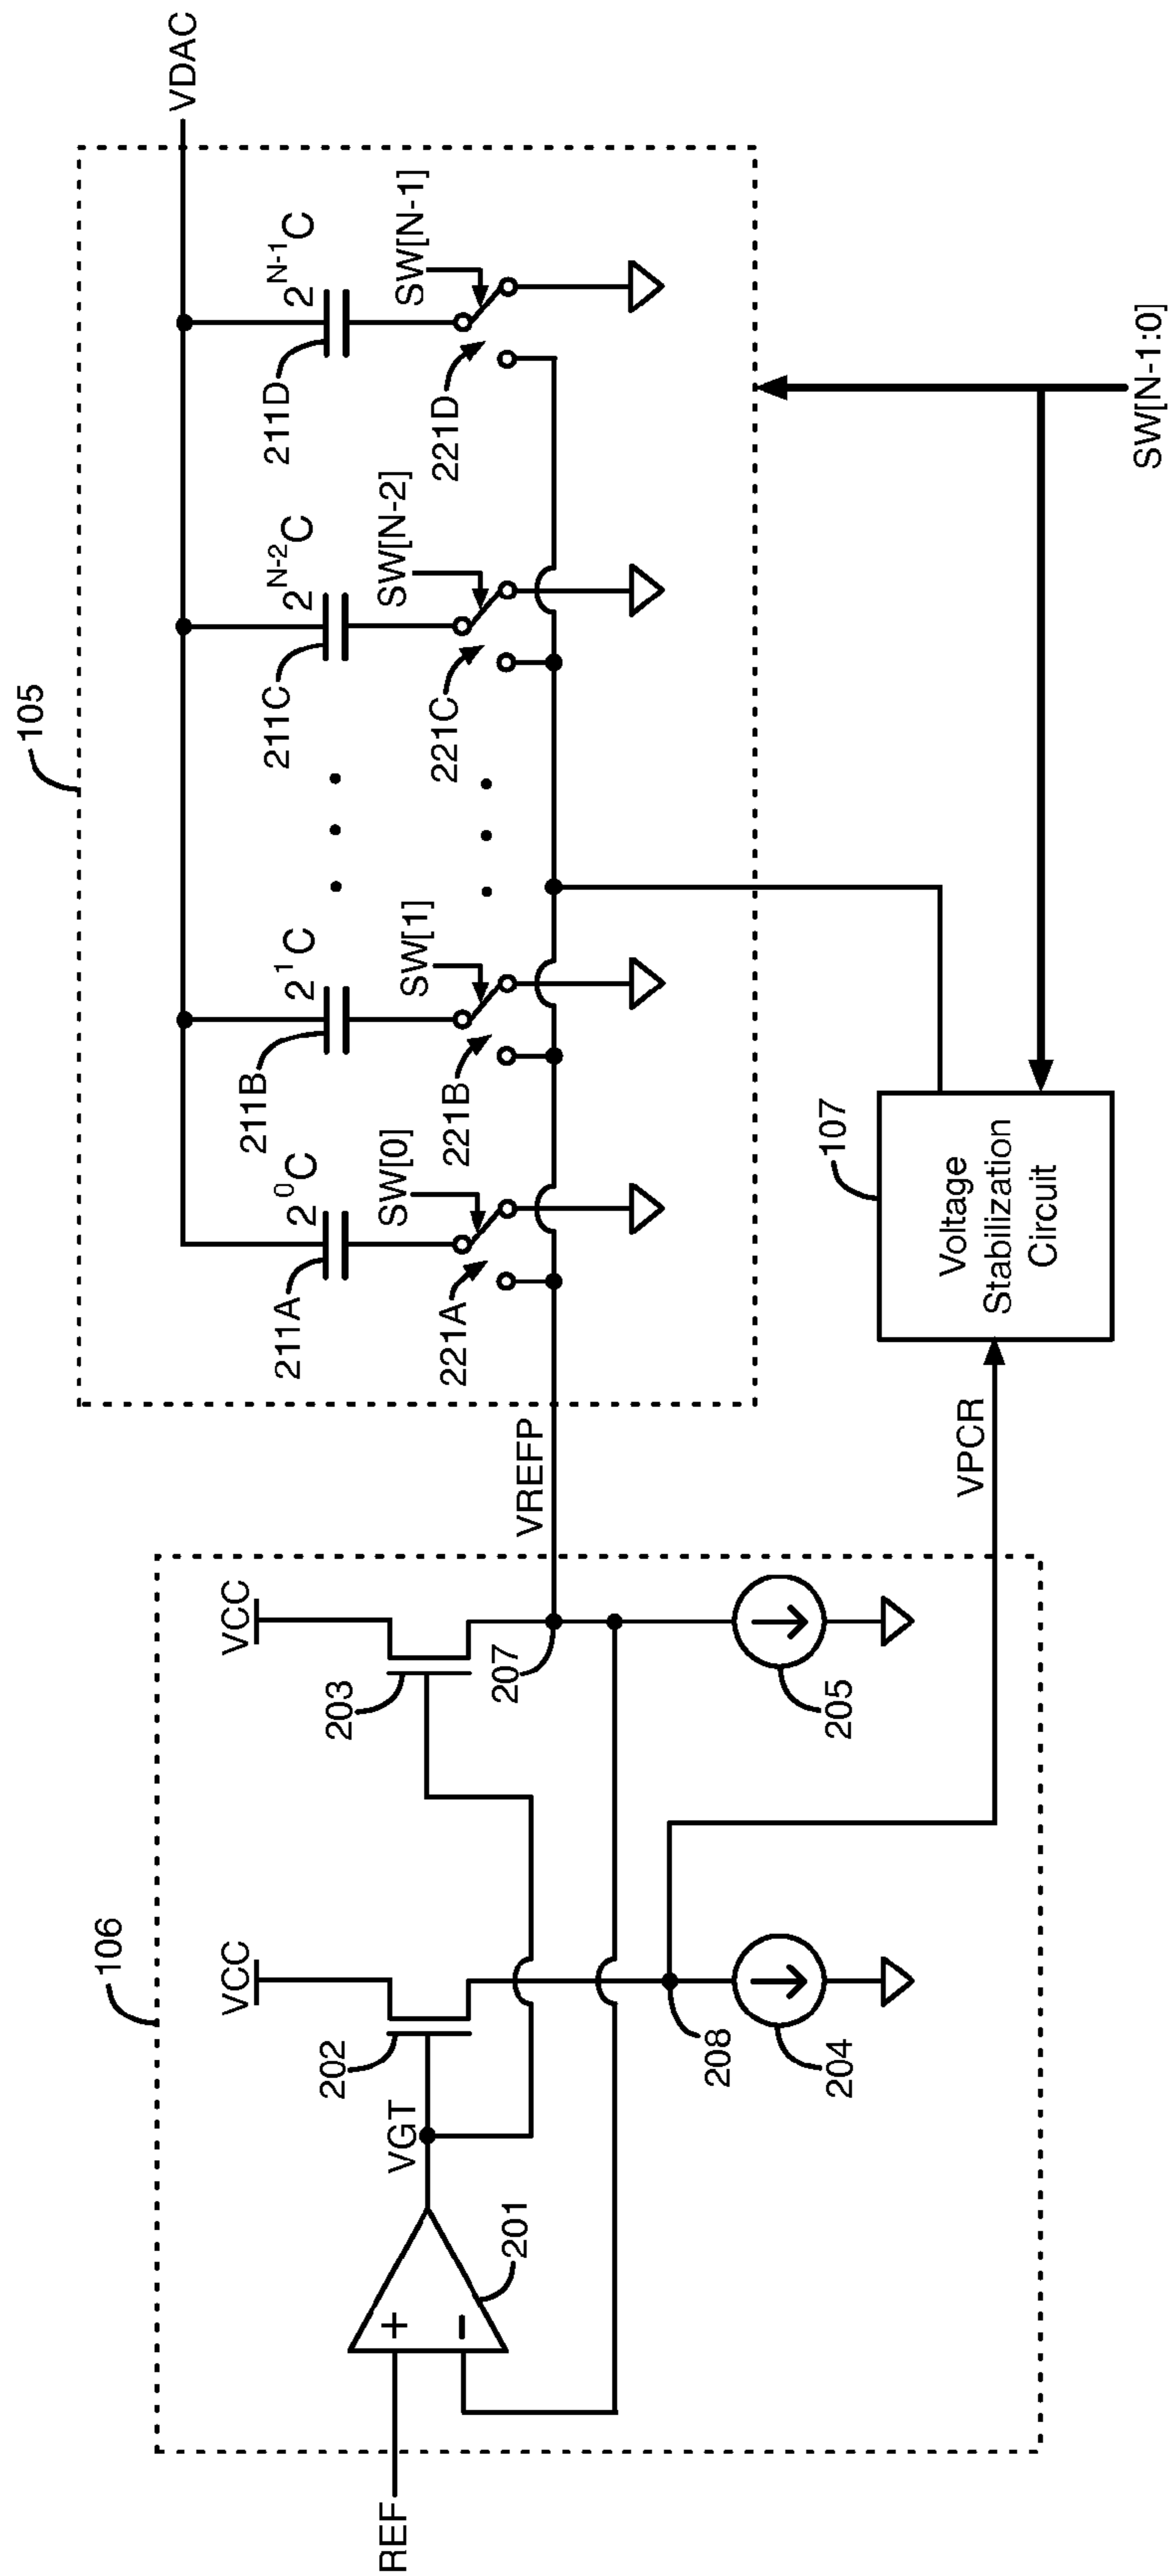 105
VDAC
211A
2^0C
211B
2^1C
211C
2^N-2C
211D
2^N-1C
SW[0]
SW[1]
SW[N-2]
SW[N-1]
221A
221B
221C
221D
106
VCC
VCC
202
203
VREFP
REF
+
-
201
VGT
207
208
204
205
VPCR
107
Voltage
Stabilization
Circuit
SW[N-1:0]